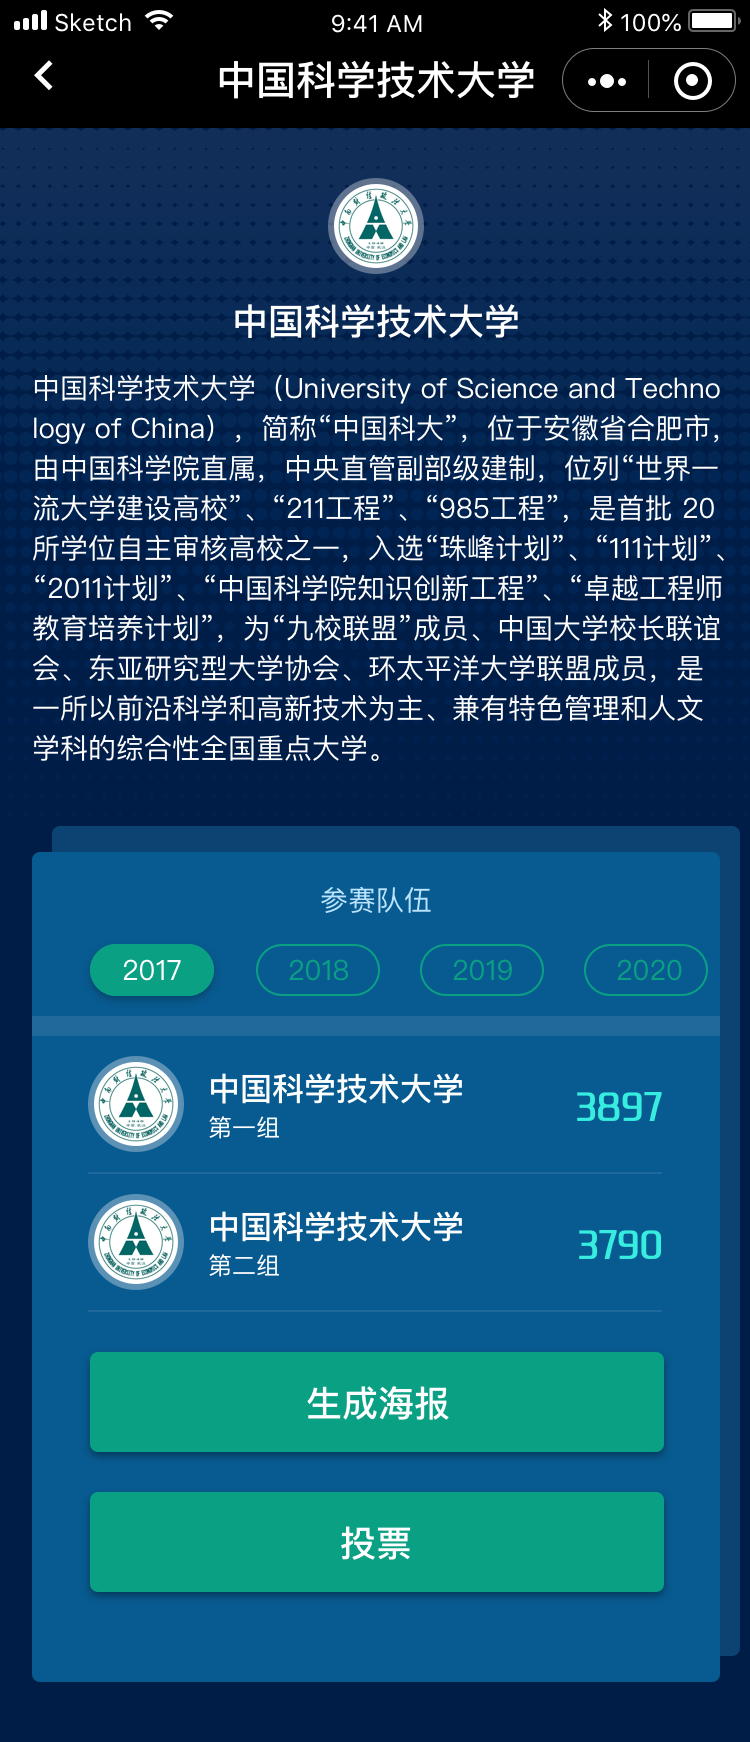 Sketch 9:41 AM 100%
中国科学技术大学
中国科学技术大学
中国科学技术大学（University of Science and Techno
logy of China），简称“中国科大”，位于安徽省合肥市，
由中国科学院直属，中央直管副部级建制，位列“世界一
流大学建设高校”、“211工程”、“985工程”，是首批 20
所学位自主审核高校之一，入选“珠峰计划”、“111计划”、
“2011计划”、“中国科学院知识创新工程”、“卓越工程师
教育培养计划”，为“九校联盟”成员、中国大学校长联谊
会、东亚研究型大学协会、环太平洋大学联盟成员，是
一所以前沿科学和高新技术为主、兼有特色管理和人文
学科的综合性全国重点大学。
参赛队伍
2017 2018 2019 2020
中国科学技术大学 3897
第一组
中国科学技术大学 3790
第二组
生成海报
投票